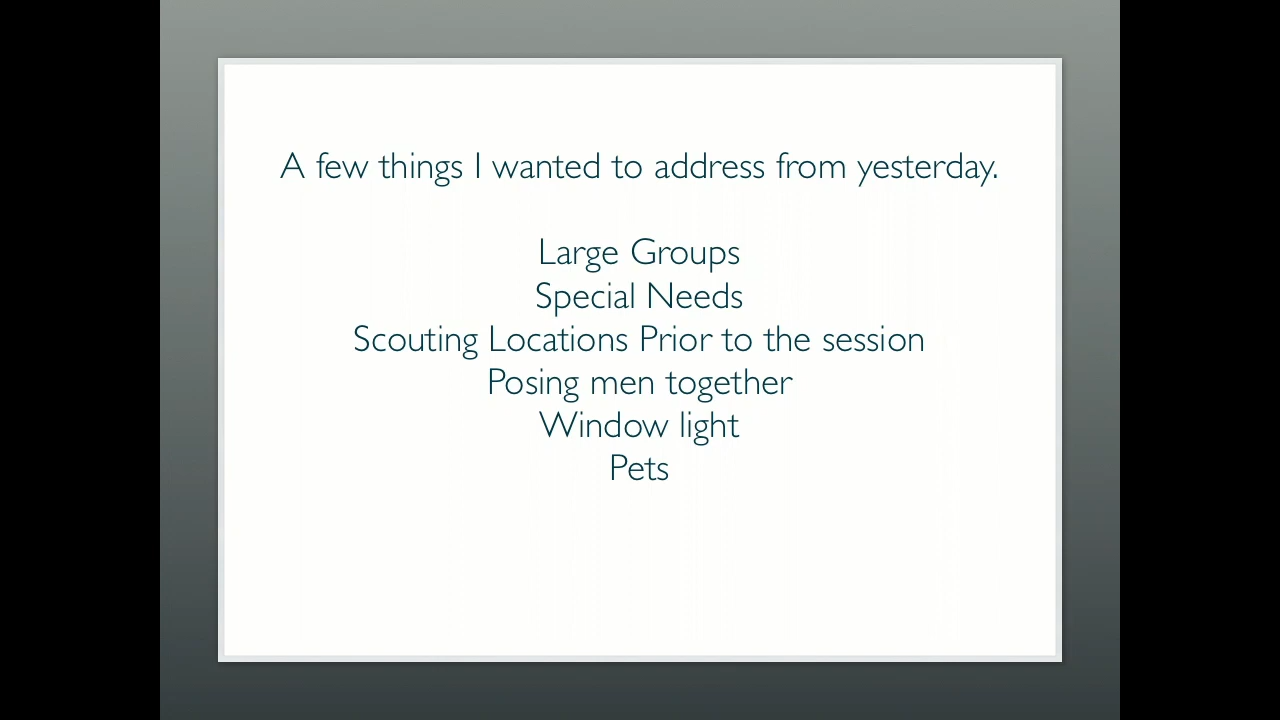 A few things I wanted to address from yesterday.
Large Groups
Special Needs
Scouting Locations Prior to the session
Posing men together
Window light
Pets